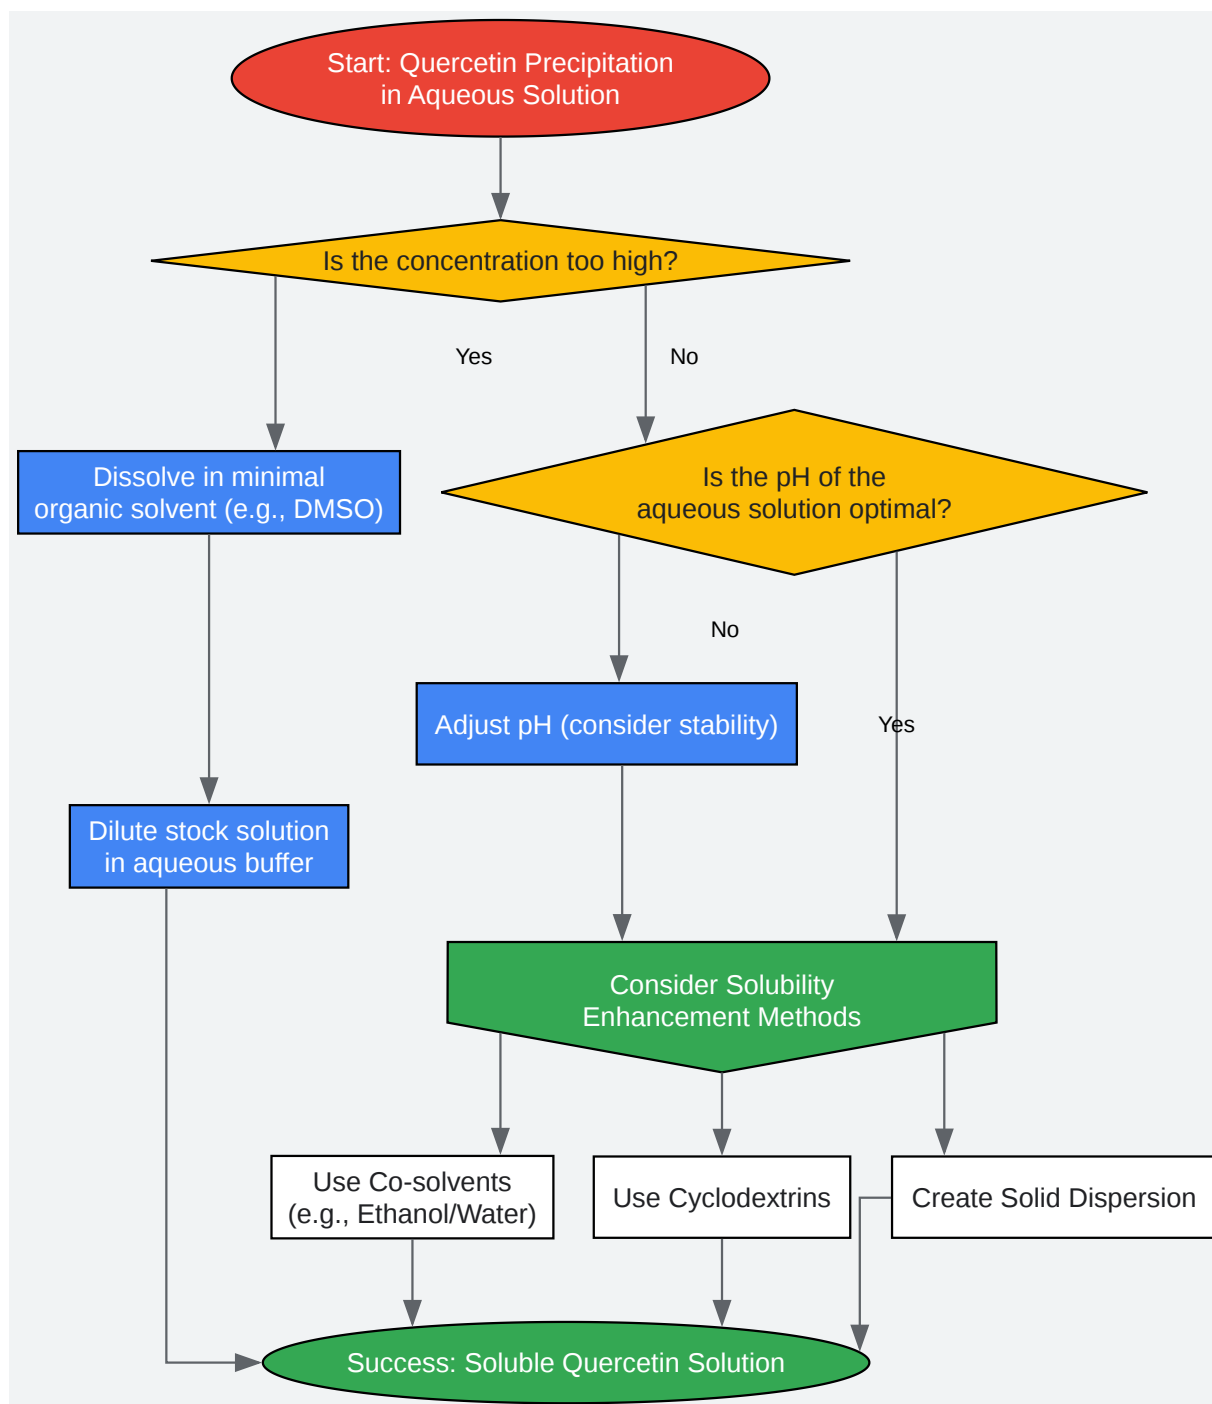 Start: Quercetin Precipitation
in Aqueous Solution
Is the concentration too high?
Yes
No
Dissolve in minimal
organic solvent (e.g., DMSO)
Is the pH of the
aqueous solution optimal?
No
Adjust pH (consider stability)
Yes
Dilute stock solution
in aqueous buffer
Consider Solubility
Enhancement Methods
Use Co-solvents
(e.g., Ethanol/Water)
Use Cyclodextrins
Create Solid Dispersion
Success: Soluble Quercetin Solution